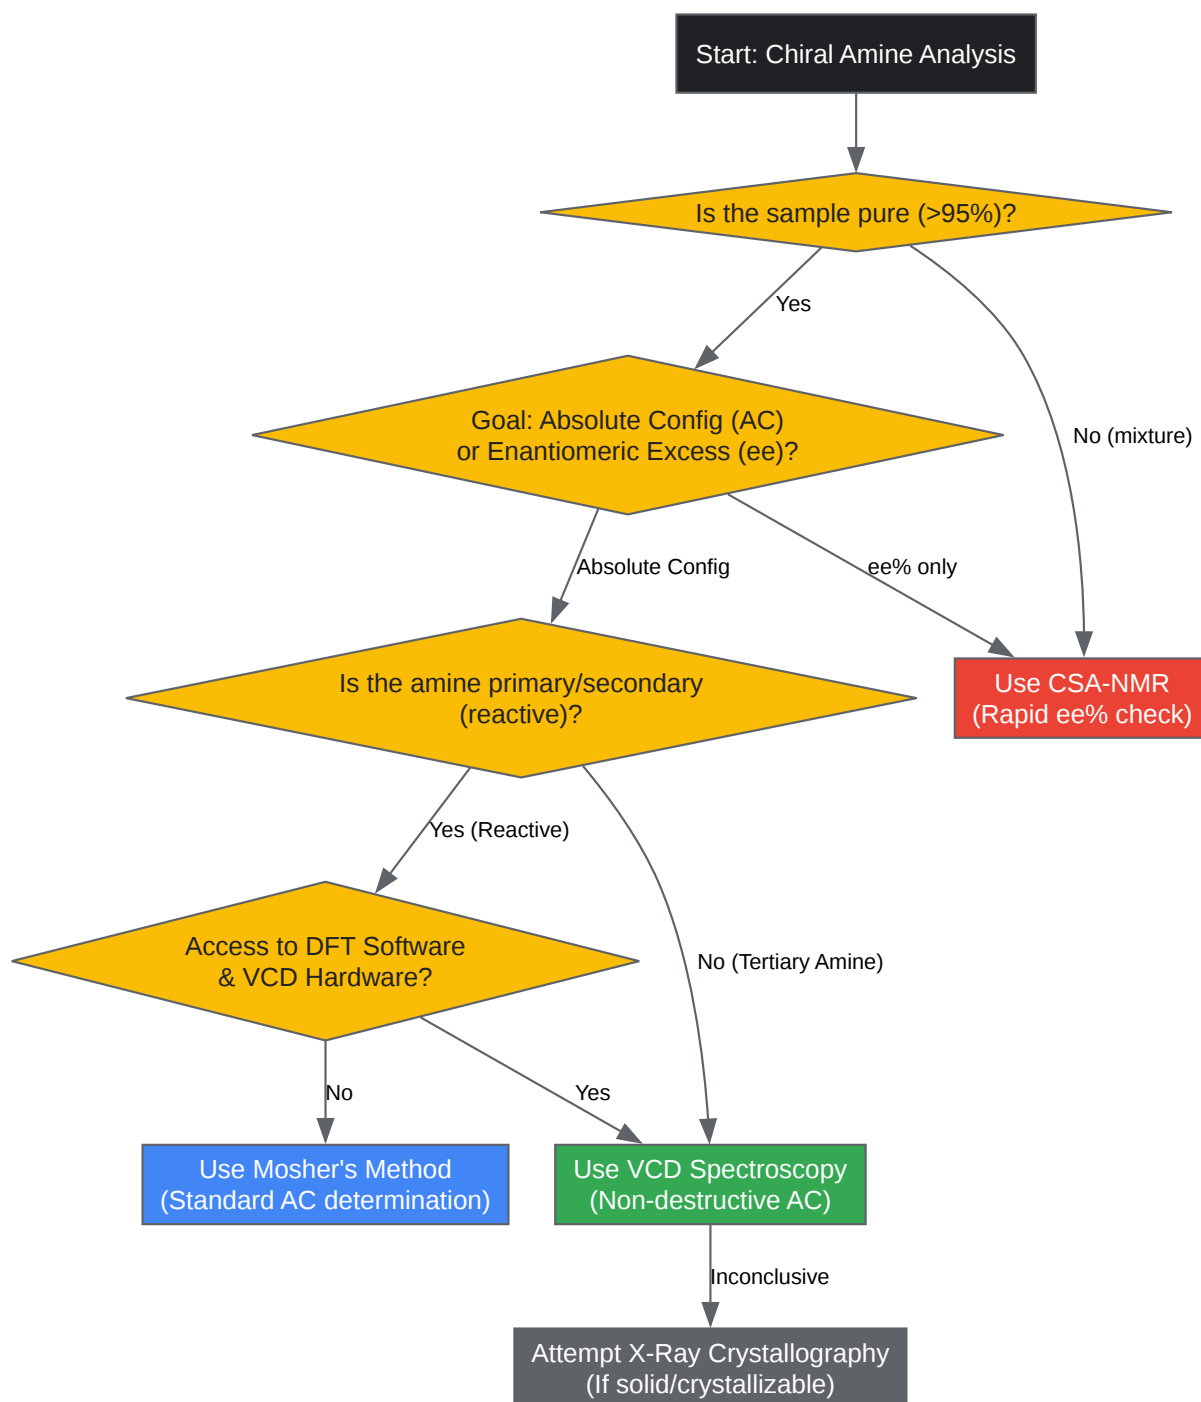 Start: Chiral Amine Analysis
Is the sample pure (>95%)?
Yes
No (mixture)
Goal: Absolute Config (AC)
or Enantiomeric Excess (ee)?
Absolute Config
ee% only
Use CSA-NMR
(Rapid ee% check)
Is the amine primary/secondary
(reactive)?
Yes (Reactive)
No (Tertiary Amine)
Access to DFT Software
& VCD Hardware?
No
Yes
Use Mosher's Method
(Standard AC determination)
Use VCD Spectroscopy
(Non-destructive AC)
Inconclusive
Attempt X-Ray Crystallography
(If solid/crystallizable)